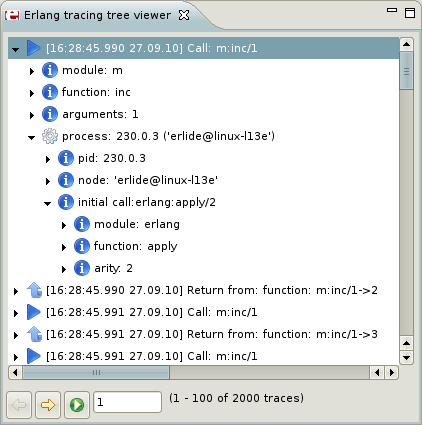 Erlang tracing tree viewer
[16:28:45.990 27.09.10] Call: m:inc/1
module: m
function: inc
arguments: 1
process: 230.0.3 ('erlide@linux-l13e')
pid: 230.0.3
node: 'erlide@linux-l13e'
initial call:erlang:apply/2
module: erlang
function: apply
arity: 2
[16:28:45.990 27.09.10] Return from: function: m:inc/1->2
[16:28:45.991 27.09.10] Call: m:inc/1
[16:28:45.991 27.09.10] Return from: function: m:inc/1->3
[16:28:45.991 27.09.10] Call: m:inc/1
1 (1 - 100 of 2000 traces)